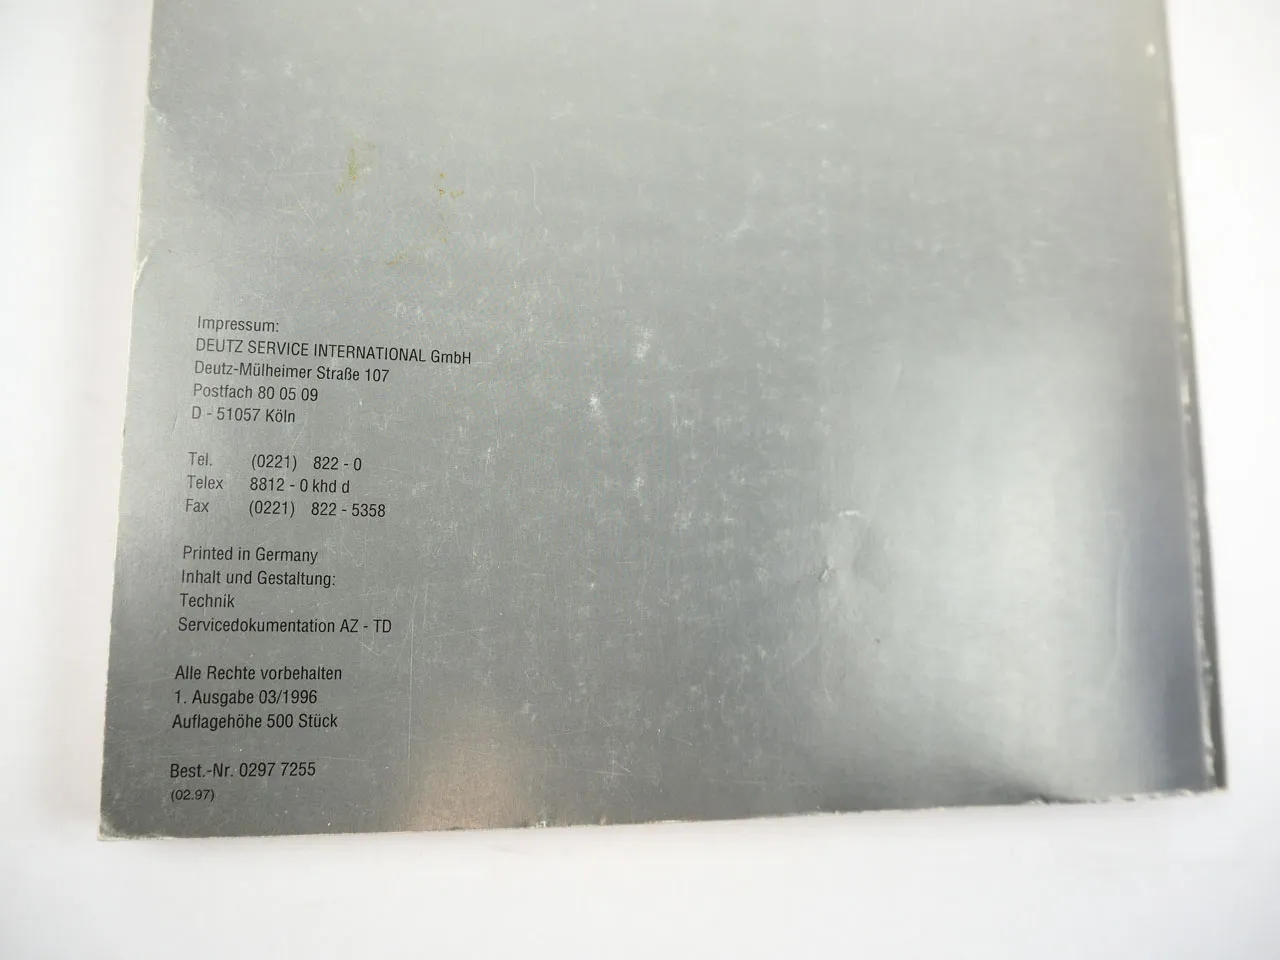 Impressum:
DEUTZ SERVICE INTERNATIONAL GmbH
Deutz-Mülheimer Straße 107
Postfach 80 05 09
D - 51057 Köln
Tel. (0221) 822 - 0
Telex 8812 - 0 khd d
Fax (0221) 822 - 5358
Printed in Germany
Inhalt und Gestaltung:
Technik
Servicedokumentation AZ - TD
Alle Rechte vorbehalten
1. Ausgabe 03/1996
Auflagehöhe 500 Stück
Best.-Nr. 0297 7255
(02.97)